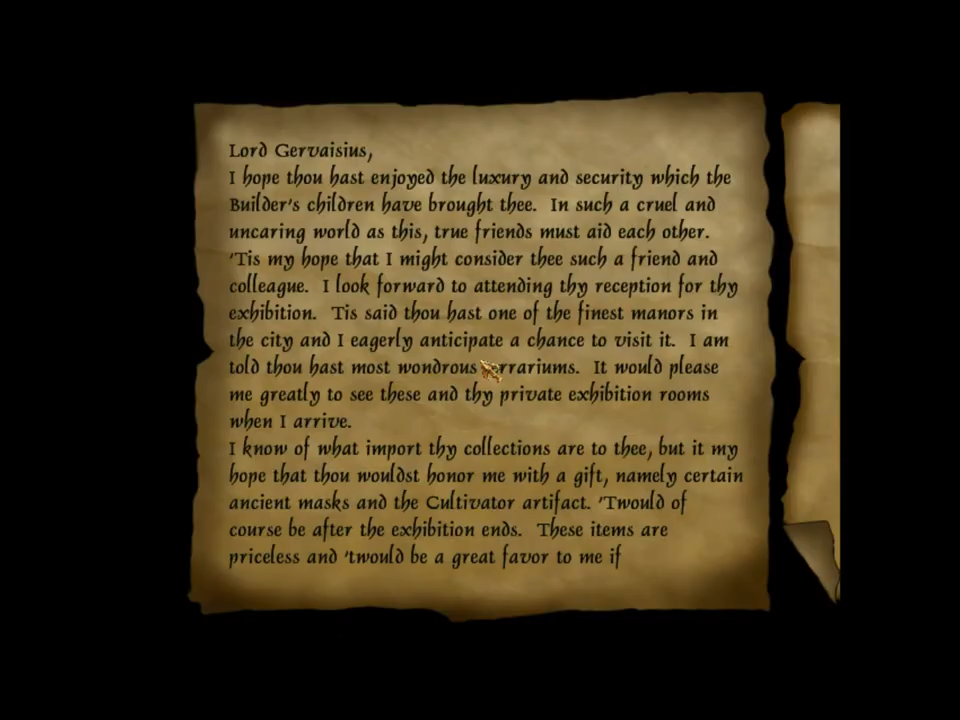 Lord Gervaisius,
I hope thou hast enjoyed the luxury and security which the
Builder's children have brought thee. In such a cruel and
uncaring world as this, true friends must aid each other.
'Tis my hope that I might consider thee such a friend and
colleague. I look forward to attending thy reception for thy
exhibition. Tis said thou hast one of the finest manors in
the city and I eagerly anticipate a chance to visit it. I am
told thou hast most wondrous It would please
me greatly to see these and thy private exhibition rooms
when I arrive.
I know of what import thy collections are to thee, but it my
hope that thou wouldst honor me with a gift, namely certain
ancient masks and the Cultivator artifact. 'Twould of
course be after the exhibition ends. These items are
priceless and 'twould be a great favor to me if